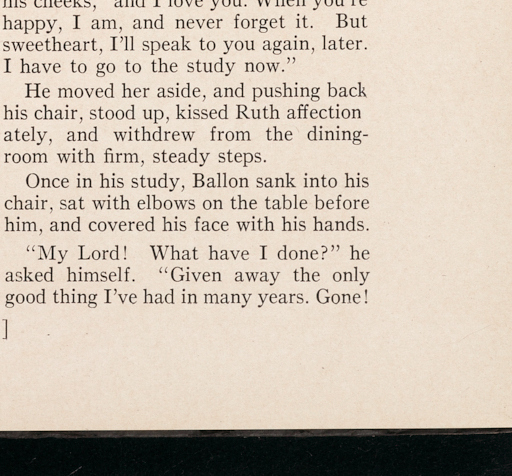 his cheeks, "and I love you. When you're
happy, I am, and never forget it. But
sweetheart, I'll speak to you again, later.
I have to go to the study now."
He moved her aside, and pushing back
his chair, stood up, kissed Ruth affection
ately, and withdrew from the dining-
room with firm, steady steps.
Once in his study, Ballon sank into his
chair, sat with elbows on the table before
him, and covered his face with his hands.
"My Lord! What have I done?" he
asked himself. "Given away the only
good thing I've had in many years. Gone!
]